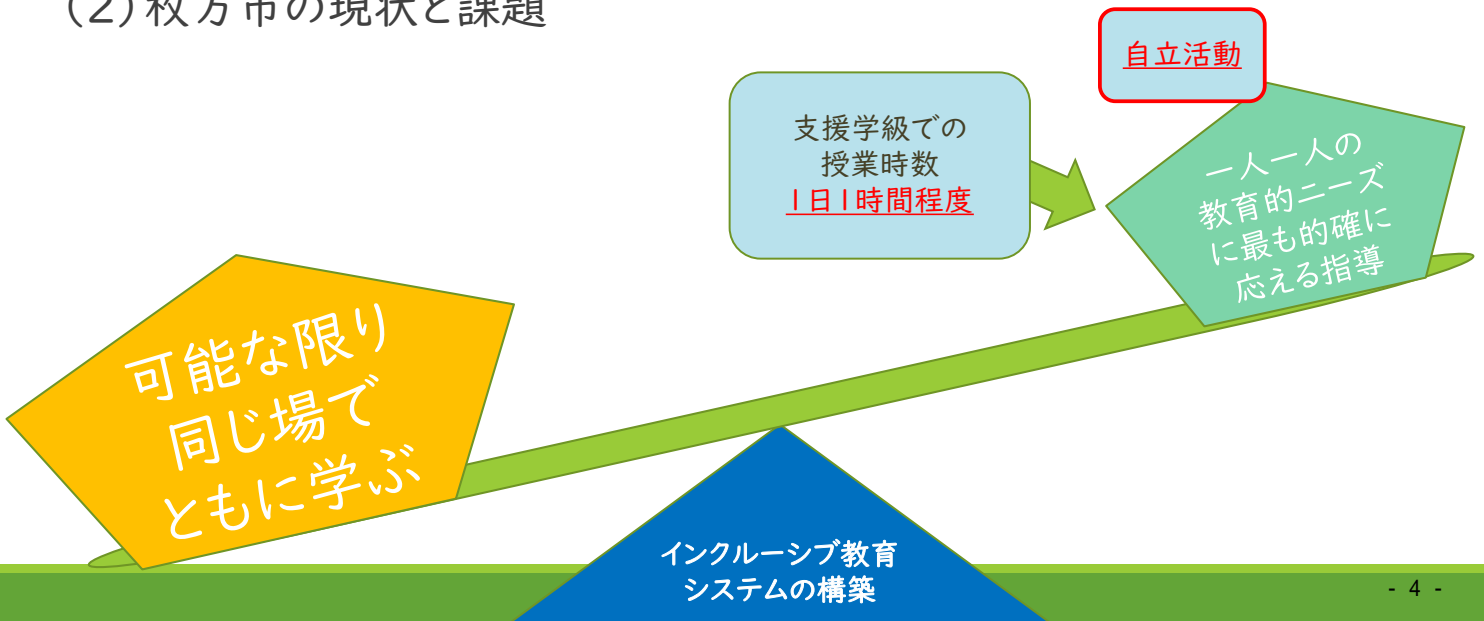 (2)枚方市の現状と課題
自立活動
支援学級での
授業時数
1日1時間程度
一人一人の
教育的ニーズ
に最も的確に
応える指導
可能な限り
同じ場で
ともに学ぶ
インクルーシブ教育
システムの構築
- 4 -